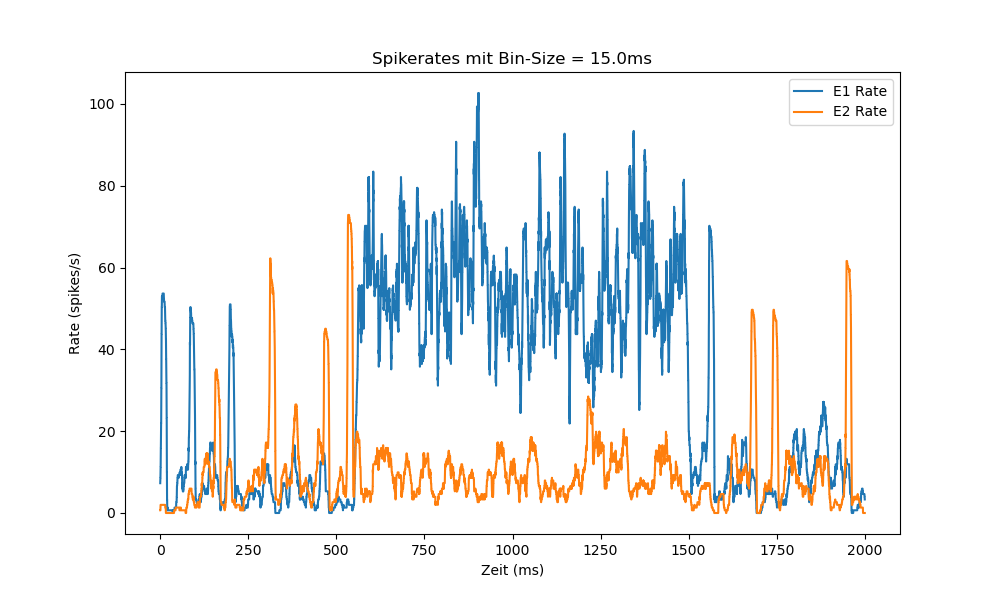 Spikerates mit Bin-Size = 15.0ms
E1 Rate
E2 Rate
Rate (spikes/s)
100
80
60
40
20
0
0 250 500 750 1000 1250 1500 1750 2000
Zeit (ms)